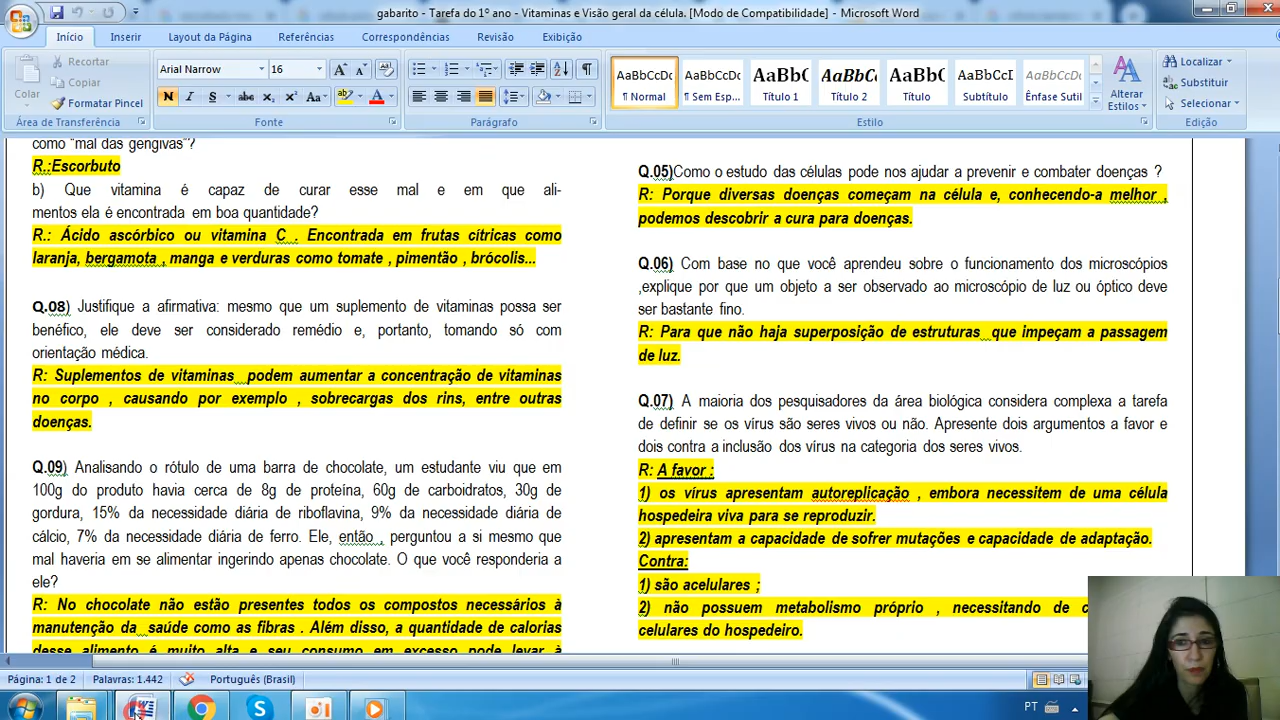 gabarito - Tarefa do 1º ano - Vitaminas e Visão geral da célula. [Modo de Compatibilidade] - Microsoft Word
Início Inserir Layout da Página Referências Correspondências Revisão Exibição
Colar
Recortar
Copiar
Formatar Pincel
Área de Transferência
Arial Narrow 16
N I S abc x₂ x² Aa
Fonte
Parágrafo
AaBbCcDc AaBbCcDc AaBbC AaBbCc AaBbC AaBbCcI AaBbCcDc
¶ Normal ¶ Sem Esp... Título 1 Título 2 Título Subtítulo Ênfase Sutil
Alterar Estilos
Estilo
Localizar
Substituir
Selecionar
Edição
como “mal das gengivas”?
R.:Escorbuto
b) Que vitamina é capaz de curar esse mal e em que ali-
mentos ela é encontrada em boa quantidade?
R.: Ácido ascórbico ou vitamina C . Encontrada em frutas cítricas como
laranja, bergamota , manga e verduras como tomate , pimentão , brócolis...
Q.08) Justifique a afirmativa: mesmo que um suplemento de vitaminas possa ser
benéfico, ele deve ser considerado remédio e, portanto, tomando só com
orientação médica.
R: Suplementos de vitaminas podem aumentar a concentração de vitaminas
no corpo , causando por exemplo , sobrecargas dos rins, entre outras
doenças.
Q.09) Analisando o rótulo de uma barra de chocolate, um estudante viu que em
100g do produto havia cerca de 8g de proteína, 60g de carboidratos, 30g de
gordura, 15% da necessidade diária de riboflavina, 9% da necessidade diária de
cálcio, 7% da necessidade diária de ferro. Ele, então , perguntou a si mesmo que
mal haveria em se alimentar ingerindo apenas chocolate. O que você responderia a
ele?
R: No chocolate não estão presentes todos os compostos necessários à
manutenção da saúde como as fibras . Além disso, a quantidade de calorias
desse alimento é muito alta e seu consumo em excesso pode levar à
Q.05)Como o estudo das células pode nos ajudar a prevenir e combater doenças ?
R: Porque diversas doenças começam na célula e, conhecendo-a melhor ,
podemos descobrir a cura para doenças.
Q.06) Com base no que você aprendeu sobre o funcionamento dos microscópios
,explique por que um objeto a ser observado ao microscópio de luz ou óptico deve
ser bastante fino.
R: Para que não haja superposição de estruturas que impeçam a passagem
de luz.
Q.07) A maioria dos pesquisadores da área biológica considera complexa a tarefa
de definir se os vírus são seres vivos ou não. Apresente dois argumentos a favor e
dois contra a inclusão dos vírus na categoria dos seres vivos.
R: A favor :
1) os vírus apresentam autoreplicação , embora necessitem de uma célula
hospedeira viva para se reproduzir.
2) apresentam a capacidade de sofrer mutações e capacidade de adaptação.
Contra:
1) são acelulares ;
2) não possuem metabolismo próprio , necessitando de
celulares do hospedeiro.
Página: 1 de 2 Palavras: 1.442 Português (Brasil)
PT